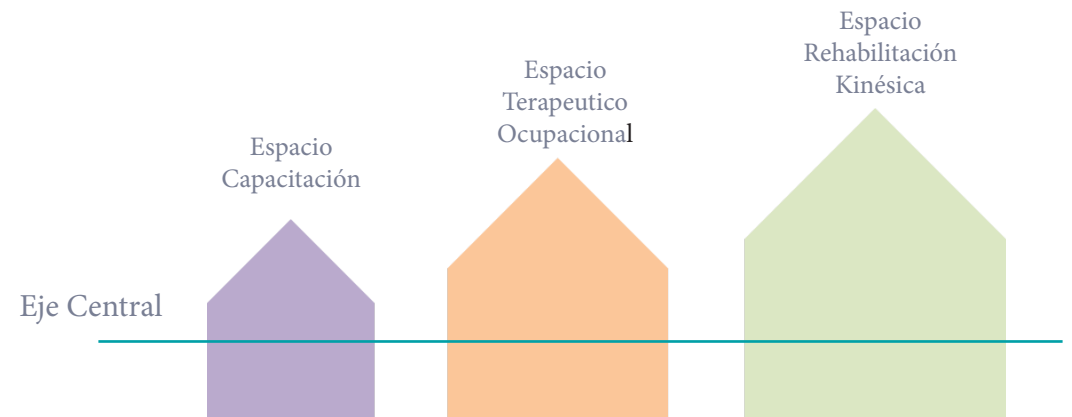 Espacio
Rehabilitación
Kinésica
Espacio
Terapeutico
Ocupacional
Espacio
Capacitación
Eje Central